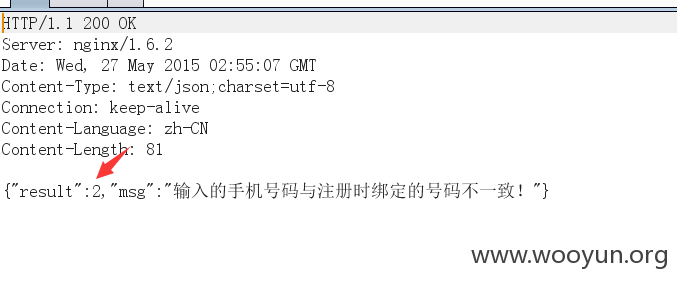 HTTP/1.1 200 OK
Server: nginx/1.6.2
Date: Wed, 27 May 2015 02:55:07 GMT
Content-Type: text/json;charset=utf-8
Connection: keep-alive
Content-Language: zh-CN
Content-Length: 81
{"result":2,"msg":"输入的手机号码与注册时绑定的号码不一致！"}
www.wooyun.org